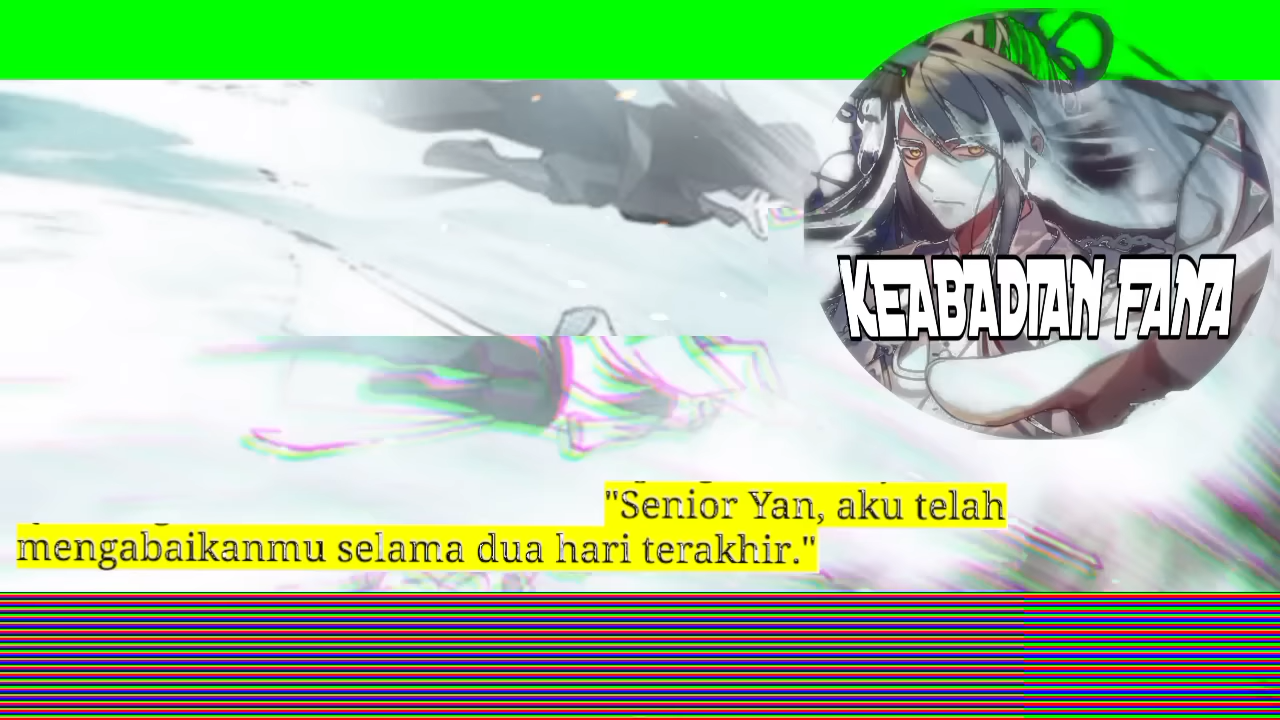 KEABADIAN FANA
"Senior Yan, aku telah
mengabaikanmu selama dua hari terakhir."